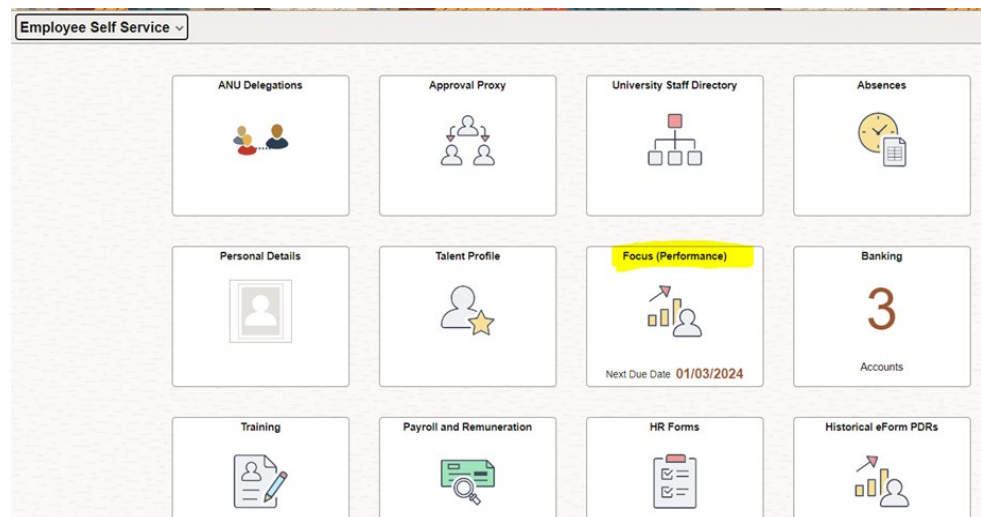 Employee Self Service
ANU Delegations
Approval Proxy
University Staff Directory
Absences
Personal Details
Talent Profile
Focus (Performance)
Banking
3
Next Due Date 01/03/2024
Accounts
Training
Payroll and Remuneration
HR Forms
Historical eForm PDRs